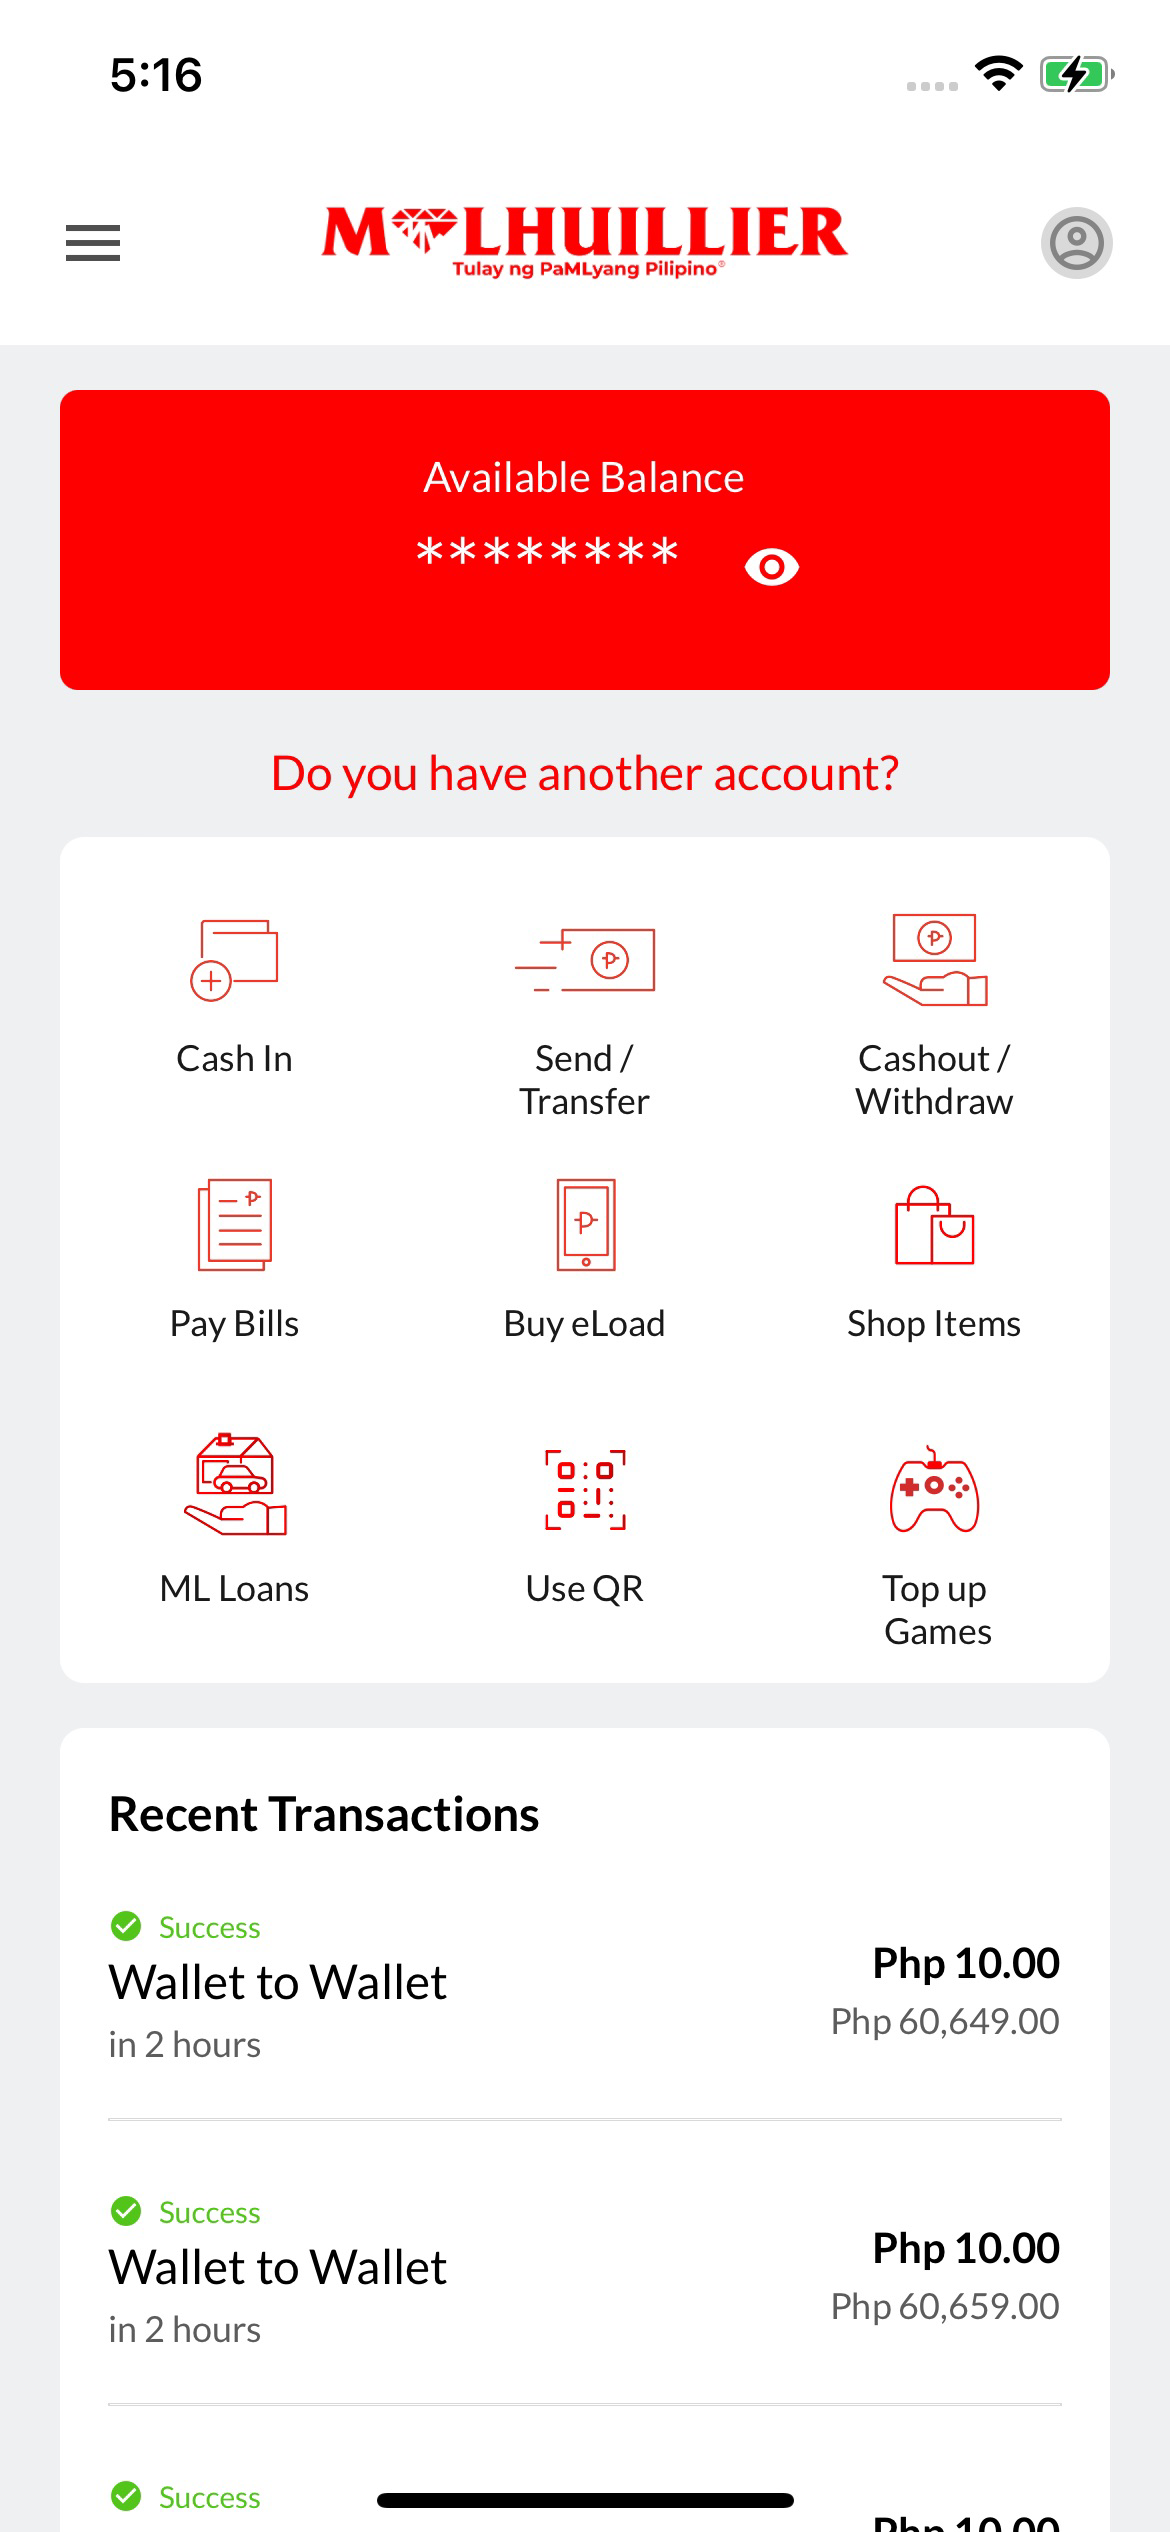 5:16
M LHUILLIER
Tulay ng PaMLyang Pilipino®
Available Balance
********
Do you have another account?
Cash In
Send /
Transfer
Cashout /
Withdraw
Pay Bills
Buy eLoad
Shop Items
ML Loans
Use QR
Top up
Games
Recent Transactions
Success
Wallet to Wallet
in 2 hours
Php 10.00
Php 60,649.00
Success
Wallet to Wallet
in 2 hours
Php 10.00
Php 60,659.00
Success
Php 10.00